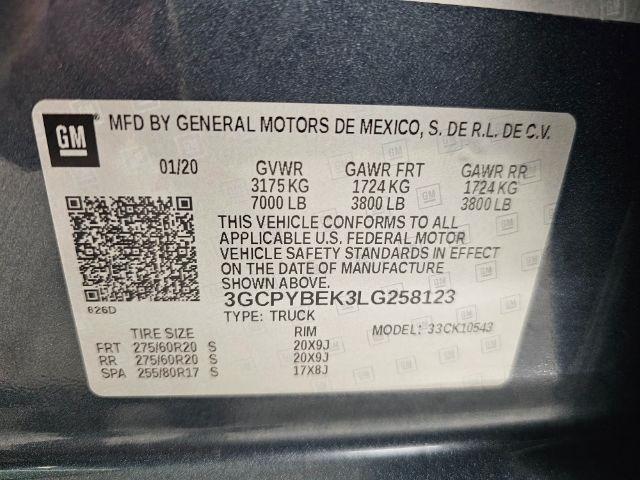 GM MFD BY GENERAL MOTORS DE MEXICO, S. DE R.L. DE C.V.
01/20 GVWR GAWR FRT GAWR RR
3175 KG 1724 KG 1724 KG
7000 LB 3800 LB 3800 LB
THIS VEHICLE CONFORMS TO ALL
APPLICABLE U.S. FEDERAL MOTOR
VEHICLE SAFETY STANDARDS IN EFFECT
ON THE DATE OF MANUFACTURE
SHOWN ABOVE.
826D 3GCPYBEK3LG258123
TYPE: TRUCK MODEL: 33CK10543
TIRE SIZE RIM
FRT 275/60R20 S 20X9J
RR 275/60R20 S 20X9J
SPA 255/80R17 S 17X8J